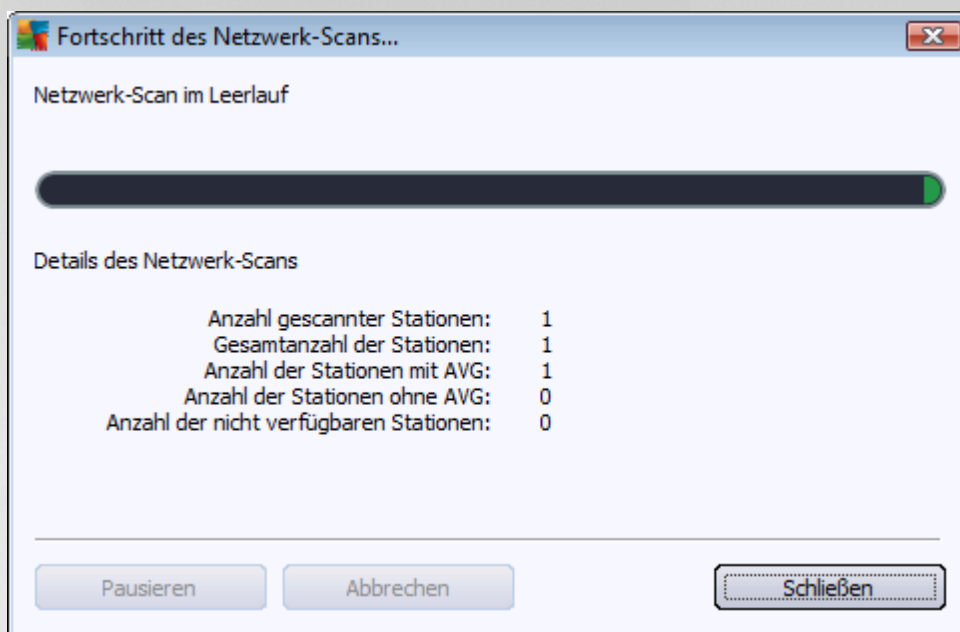 Fortschritt des Netzwerk-Scans...
Netzwerk-Scan im Leerlauf
Details des Netzwerk-Scans
Anzahl gescannter Stationen: 1
Gesamtanzahl der Stationen: 1
Anzahl der Stationen mit AVG: 1
Anzahl der Stationen ohne AVG: 0
Anzahl der nicht verfügbaren Stationen: 0
Pausieren Abbrechen Schließen